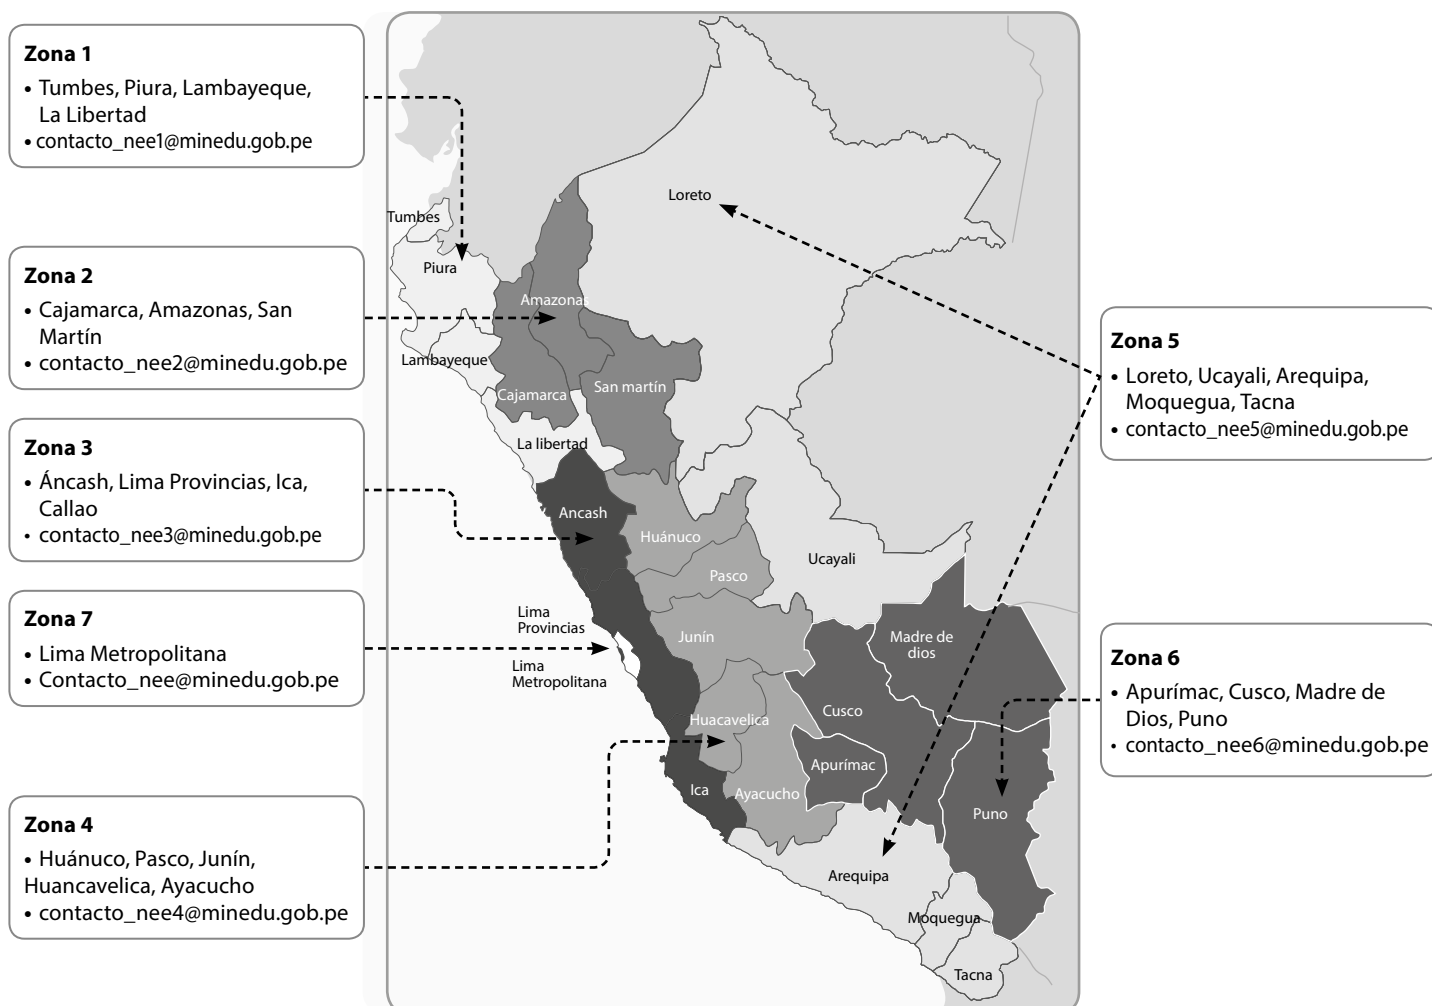 Zona 1
• Tumbes, Piura, Lambayeque,
La Libertad
• contacto_nee1@minedu.gob.pe
Zona 2
• Cajamarca, Amazonas, San
Martín
• contacto_nee2@minedu.gob.pe
Zona 3
• Áncash, Lima Provincias, Ica,
Callao
• contacto_nee3@minedu.gob.pe
Zona 7
• Lima Metropolitana
• Contacto_nee@minedu.gob.pe
Zona 4
• Huánuco, Pasco, Junín,
Huancavelica, Ayacucho
• contacto_nee4@minedu.gob.pe
Tumbes
Piura
Lambayeque
Amazonas
Cajamarca
San martín
La libertad
Loreto
Ancash
Huánuco
Pasco
Ucayali
Lima
Provincias
Lima
Metropolitana
Junín
Madre de
dios
Huacavelica
Cusco
Ica
Ayacucho
Apurímac
Puno
Arequipa
Moquegua
Tacna
Zona 5
• Loreto, Ucayali, Arequipa,
Moquegua, Tacna
• contacto_nee5@minedu.gob.pe
Zona 6
• Apurímac, Cusco, Madre de
Dios, Puno
• contacto_nee6@minedu.gob.pe